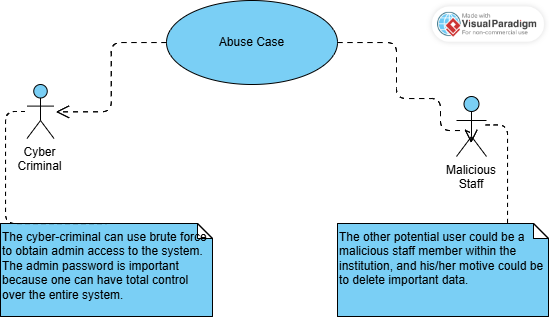 Made with
VisualParadigm
For non-commercial use
Abuse Case
Cyber
Criminal
Malicious
Staff
The cyber-criminal can use brute force
to obtain admin access to the system.
The admin password is important
because one can have total control
over the entire system.
The other potential user could be a
malicious staff member within the
institution, and his/her motive could be
to delete important data.